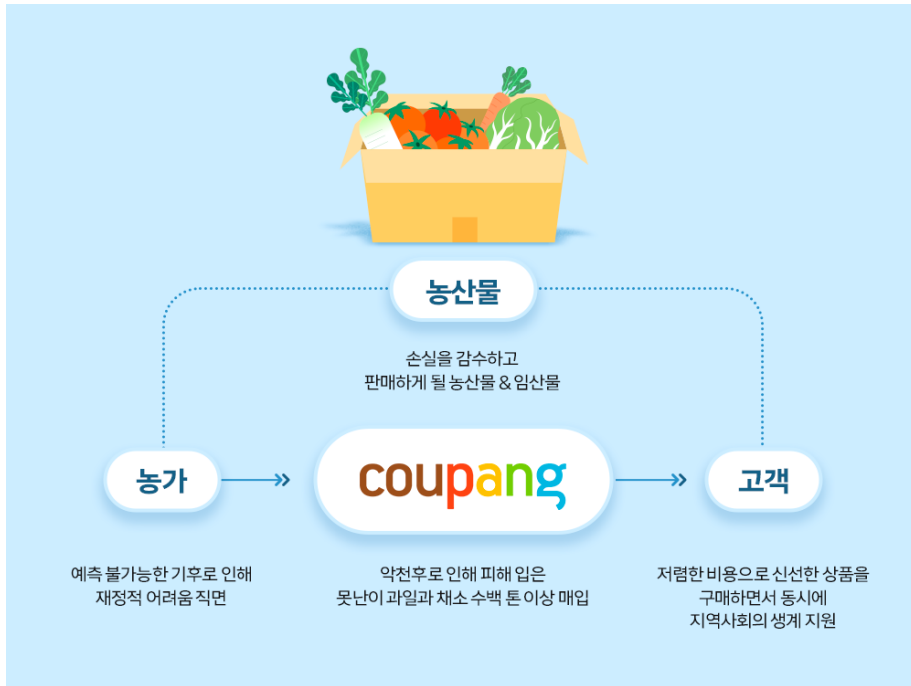 농산물
손실을 감수하고
판매하게 될 농산물 & 임산물
농가
coupang
고객
예측 불가능한 기후로 인해
재정적 어려움 직면
악천후로 인해 피해 입은
못난이 과일과 채소 수백 톤 이상 매입
저렴한 비용으로 신선한 상품을
구매하면서 동시에
지역사회의 생계 지원